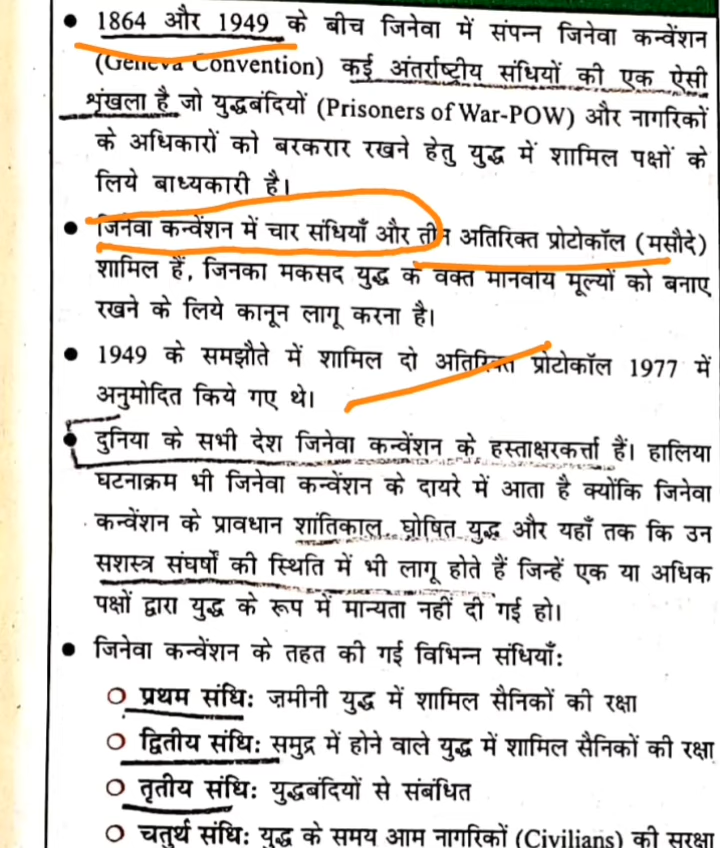 ● 1864 और 1949 के बीच जिनेवा में संपन्न जिनेवा कन्वेंशन
(Geneva Convention) कई अंतर्राष्ट्रीय संधियों की एक ऐसी
शृंखला है जो युद्धबंदियों (Prisoners of War-POW) और नागरिकों
के अधिकारों को बरकरार रखने हेतु युद्ध में शामिल पक्षों के
लिये बाध्यकारी है।
● जिनेवा कन्वेंशन में चार संधियाँ और तीन अतिरिक्त प्रोटोकॉल (मसौदे)
शामिल हैं, जिनका मकसद युद्ध के वक्त मानवीय मूल्यों को बनाए
रखने के लिये कानून लागू करना है।
● 1949 के समझौते में शामिल दो अतिरिक्त प्रोटोकॉल 1977 में
अनुमोदित किये गए थे।
● दुनिया के सभी देश जिनेवा कन्वेंशन के हस्ताक्षरकर्त्ता हैं। हालिया
घटनाक्रम भी जिनेवा कन्वेंशन के दायरे में आता है क्योंकि जिनेवा
कन्वेंशन के प्रावधान शांतिकाल, घोषित युद्ध और यहाँ तक कि उन
सशस्त्र संघर्षों की स्थिति में भी लागू होते हैं जिन्हें एक या अधिक
पक्षों द्वारा युद्ध के रूप में मान्यता नहीं दी गई हो।
● जिनेवा कन्वेंशन के तहत की गई विभिन्न संधियाँ:
○ प्रथम संधि: ज़मीनी युद्ध में शामिल सैनिकों की रक्षा
○ द्वितीय संधि: समुद्र में होने वाले युद्ध में शामिल सैनिकों की रक्षा
○ तृतीय संधि: युद्धबंदियों से संबंधित
○ चतुर्थ संधि: युद्ध के समय आम नागरिकों (Civilians) की सुरक्षा